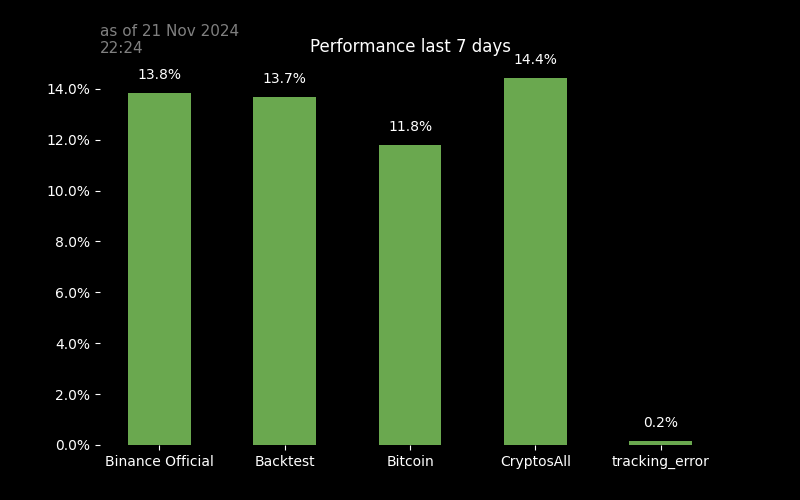 as of 21 Nov 2024
22:24
Performance last 7 days
13.8%
13.7%
11.8%
14.4%
0.2%
14.0%
12.0%
10.0%
8.0%
6.0%
4.0%
2.0%
0.0%
Binance Official
Backtest
Bitcoin
CryptosAll
tracking_error